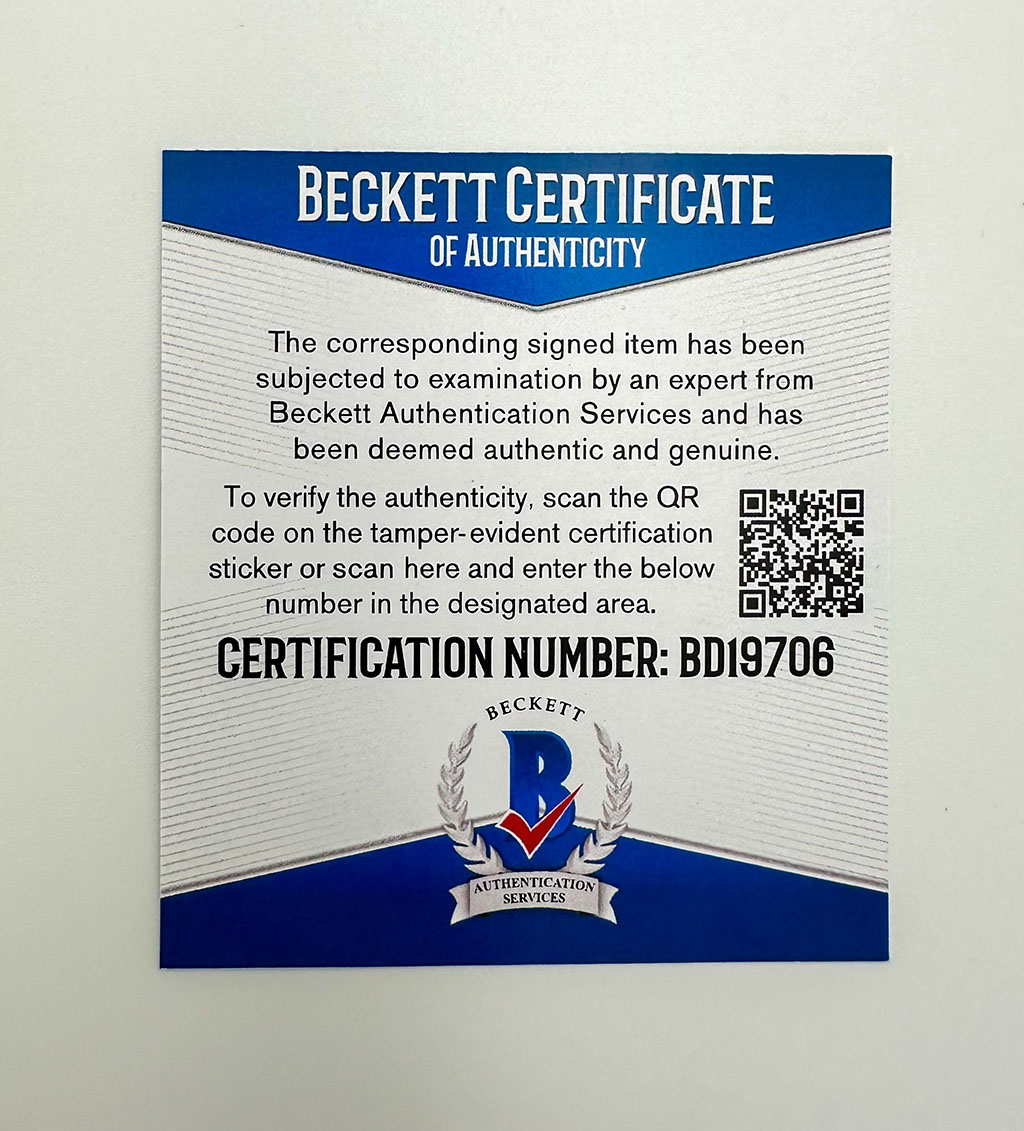 BECKETT CERTIFICATE
OF AUTHENTICITY
The corresponding signed item has been
subjected to examination by an expert from
Beckett Authentication Services and has
been deemed authentic and genuine.
To verify the authenticity, scan the QR
code on the tamper-evident certification
sticker or scan here and enter the below
number in the designated area.
CERTIFICATION NUMBER: BD19706
BECKETT
B
AUTHENTICATION
SERVICES